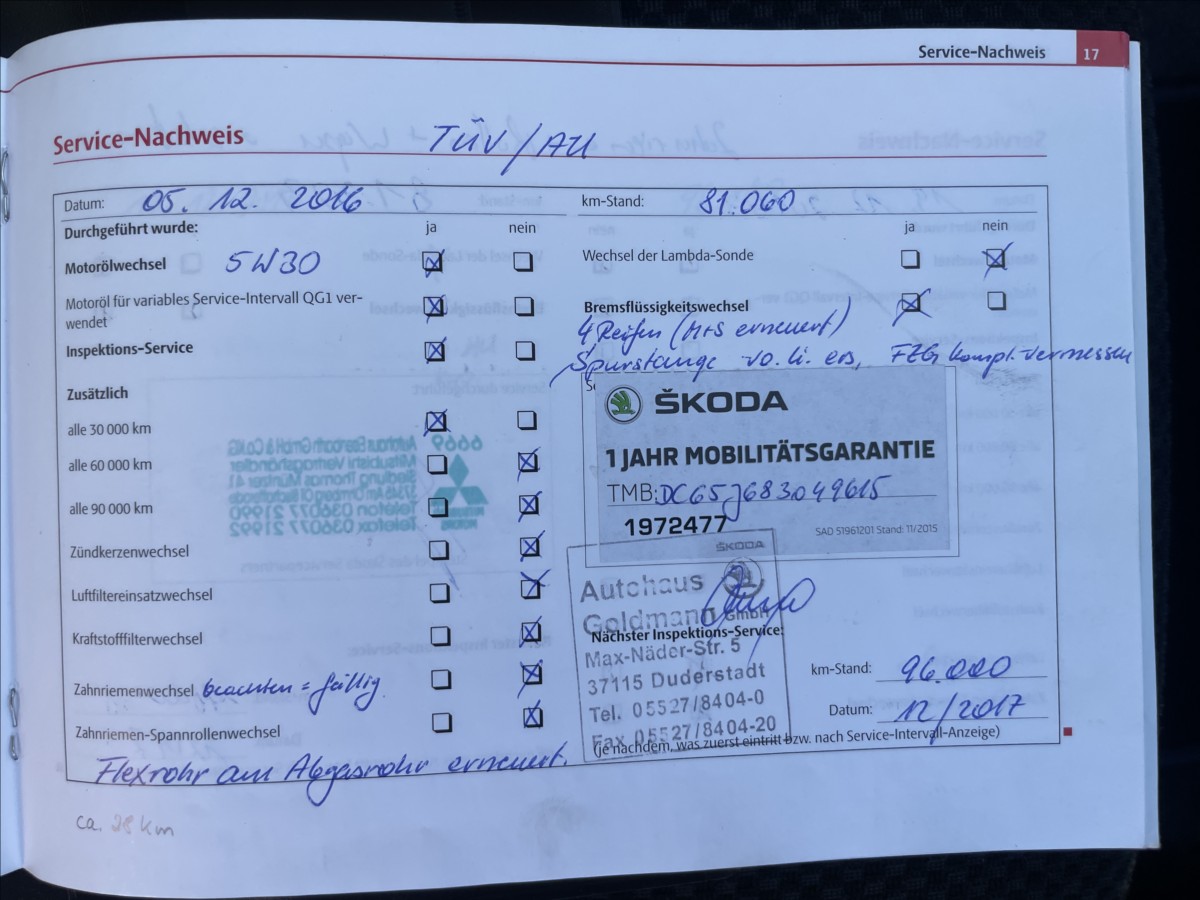 Service-Nachweis 17
Service-Nachweis TÜV/AU
Datum: 05. 12. 2016 km-Stand: 81.060
Durchgeführt wurde: ja nein ja nein
Motorölwechsel 5W30 Wechsel der Lambda-Sonde
Motoröl für variables Service-Intervall QG1 ver-
wendet
Bremsflüssigkeitswechsel
4 Reifen (M+S erneuert)
Inspektions-Service
Spurstange vo. li. ers, FZG kompl. vermessen
Zusätzlich
alle 30 000 km
alle 60 000 km
alle 90 000 km
Zündkerzenwechsel
Luftfiltereinsatzwechsel
Kraftstofffilterwechsel
Zahnriemenwechsel beachten = fällig.
Zahnriemen-Spannrollenwechsel
Flexrohr am Abgasrohr erneuert.
ŠKODA
1 JAHR MOBILITÄTSGARANTIE
TMB: DC65J683049615
1972477 SAD 51961201 Stand: 11/2015
ŠKODA
Autohaus
Goldmann GmbH
Nächster Inspektions-Service:
Max-Näder-Str. 5
37115 Duderstadt
Tel. 05527/8404-0
Fax 05527/8404-20
km-Stand: 96.000
Datum: 12/2017
(je nachdem, was zuerst eintritt bzw. nach Service-Intervall-Anzeige)
ca. 28 km